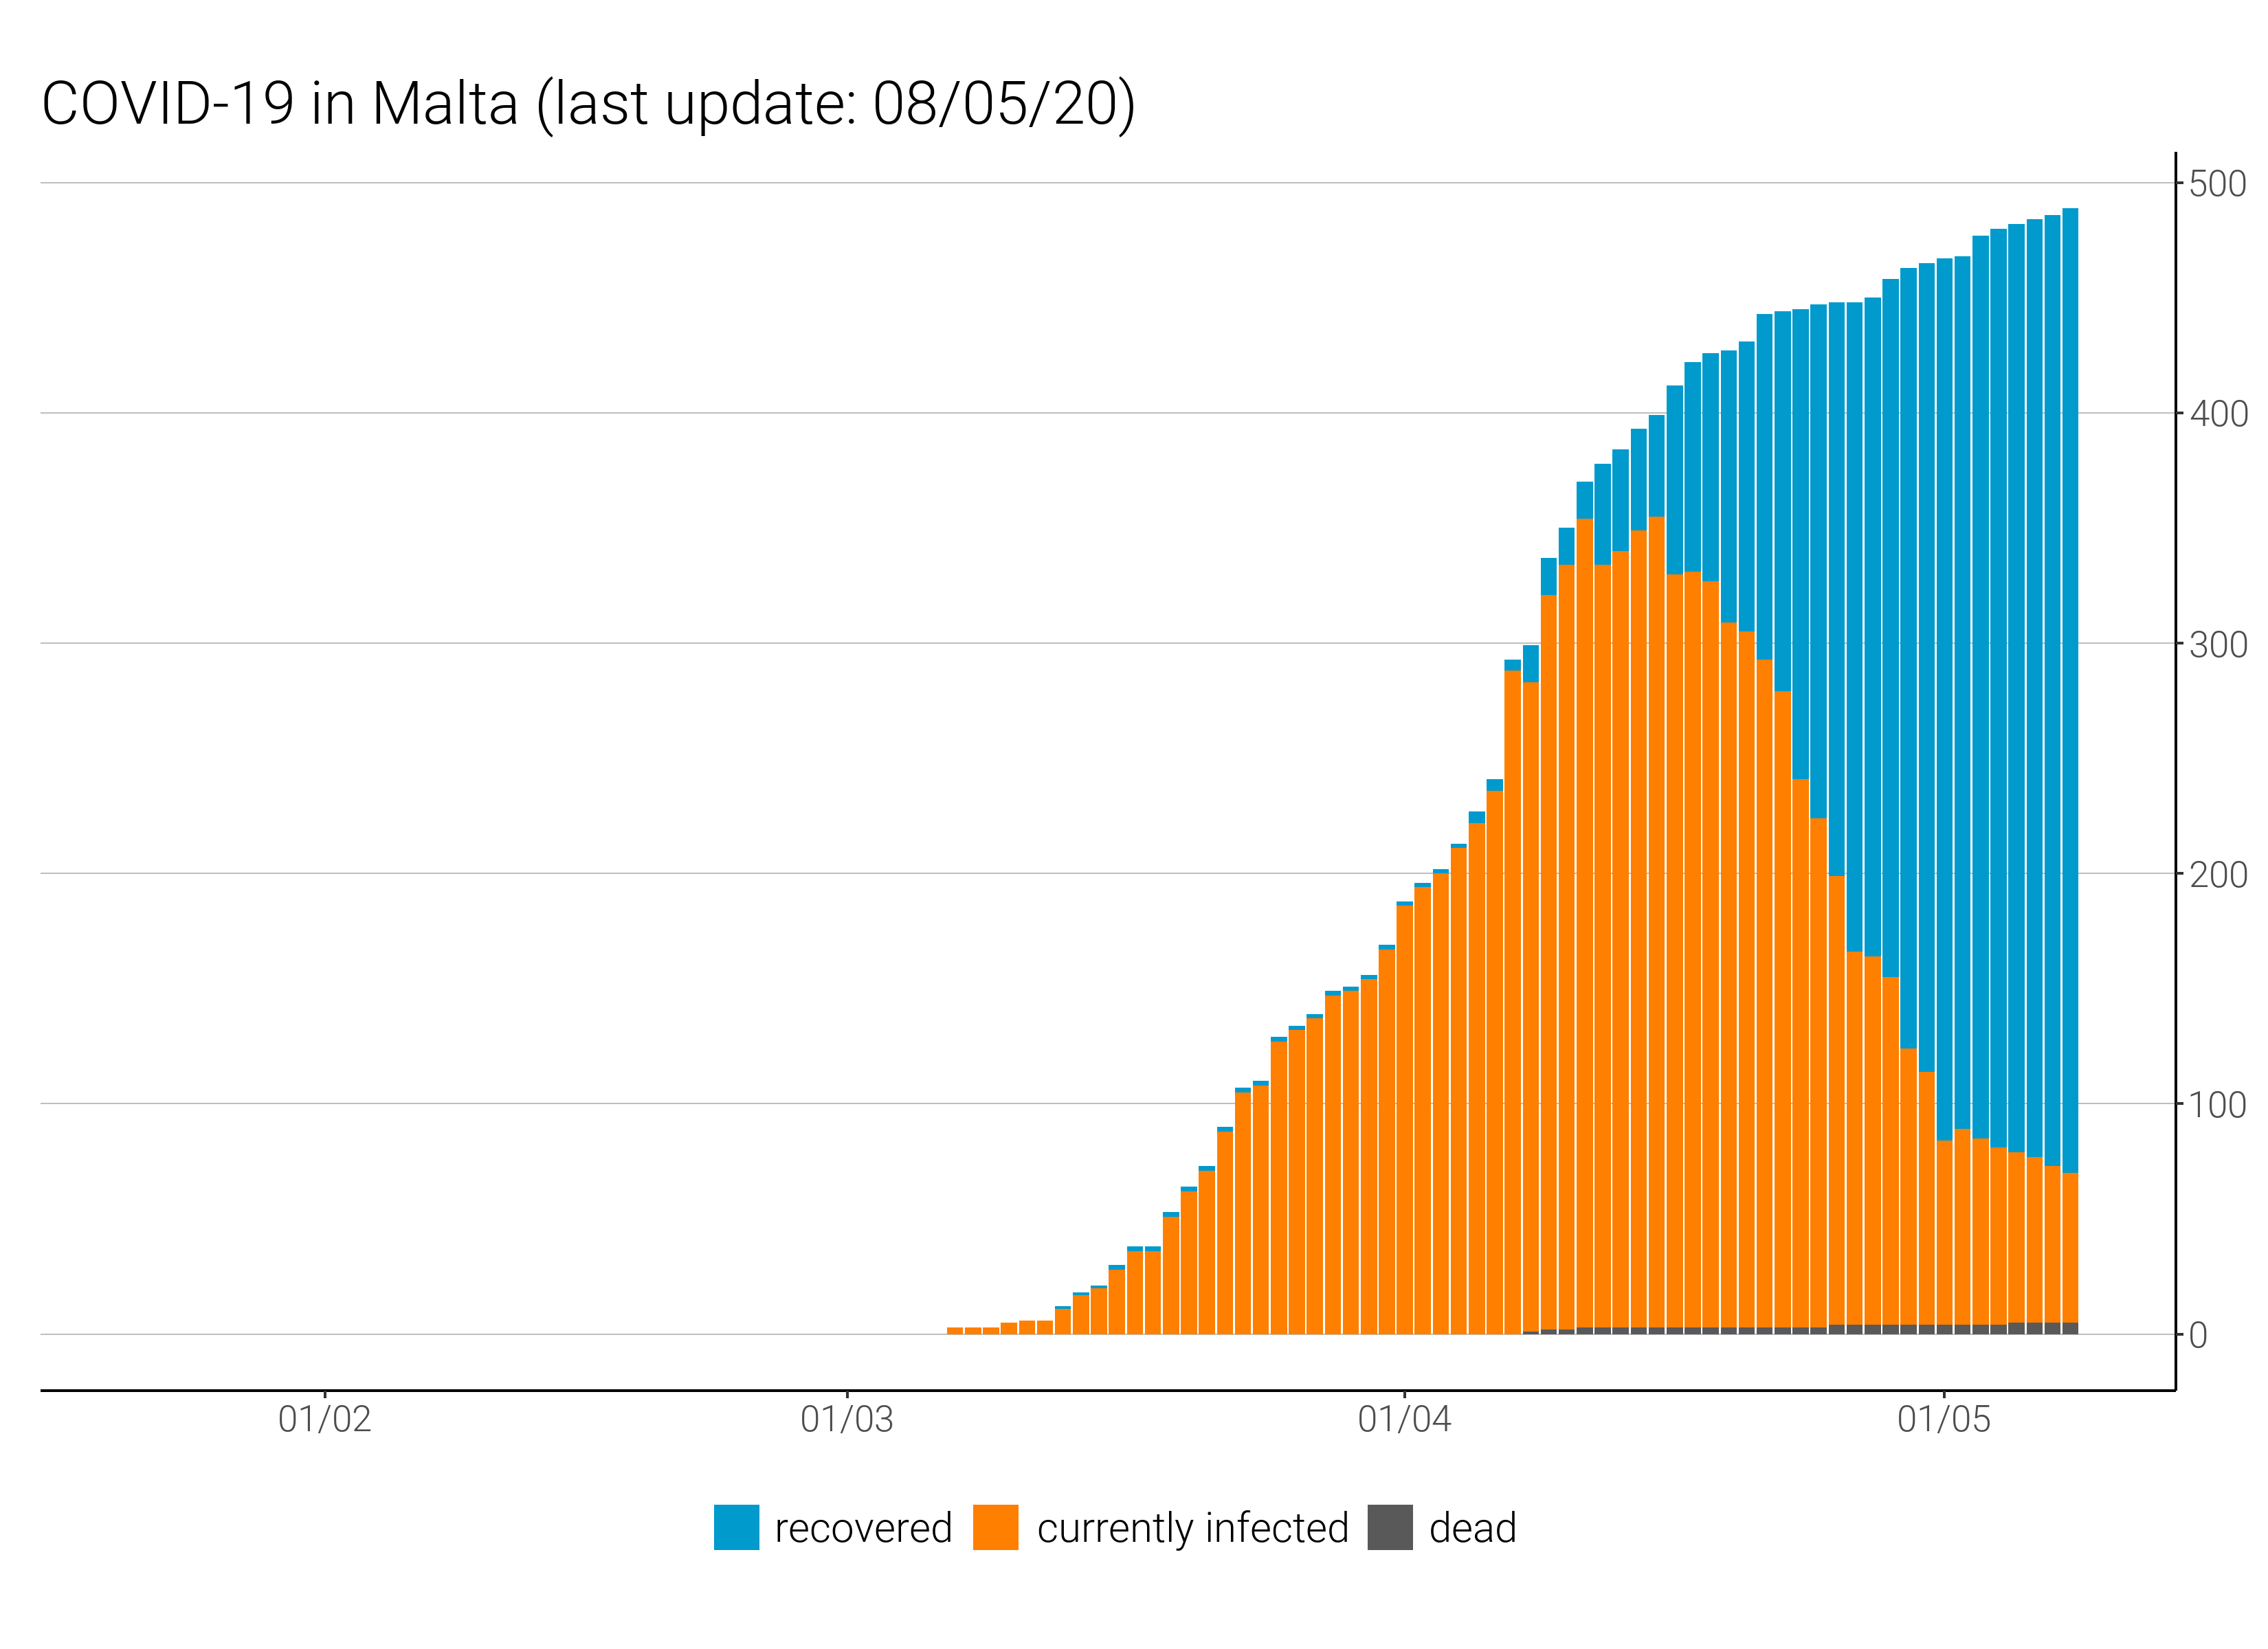 COVID-19 in Malta (last update: 08/05/20)
500
400
300
200
100
0
01/02 01/03 01/04 01/05
recovered currently infected dead